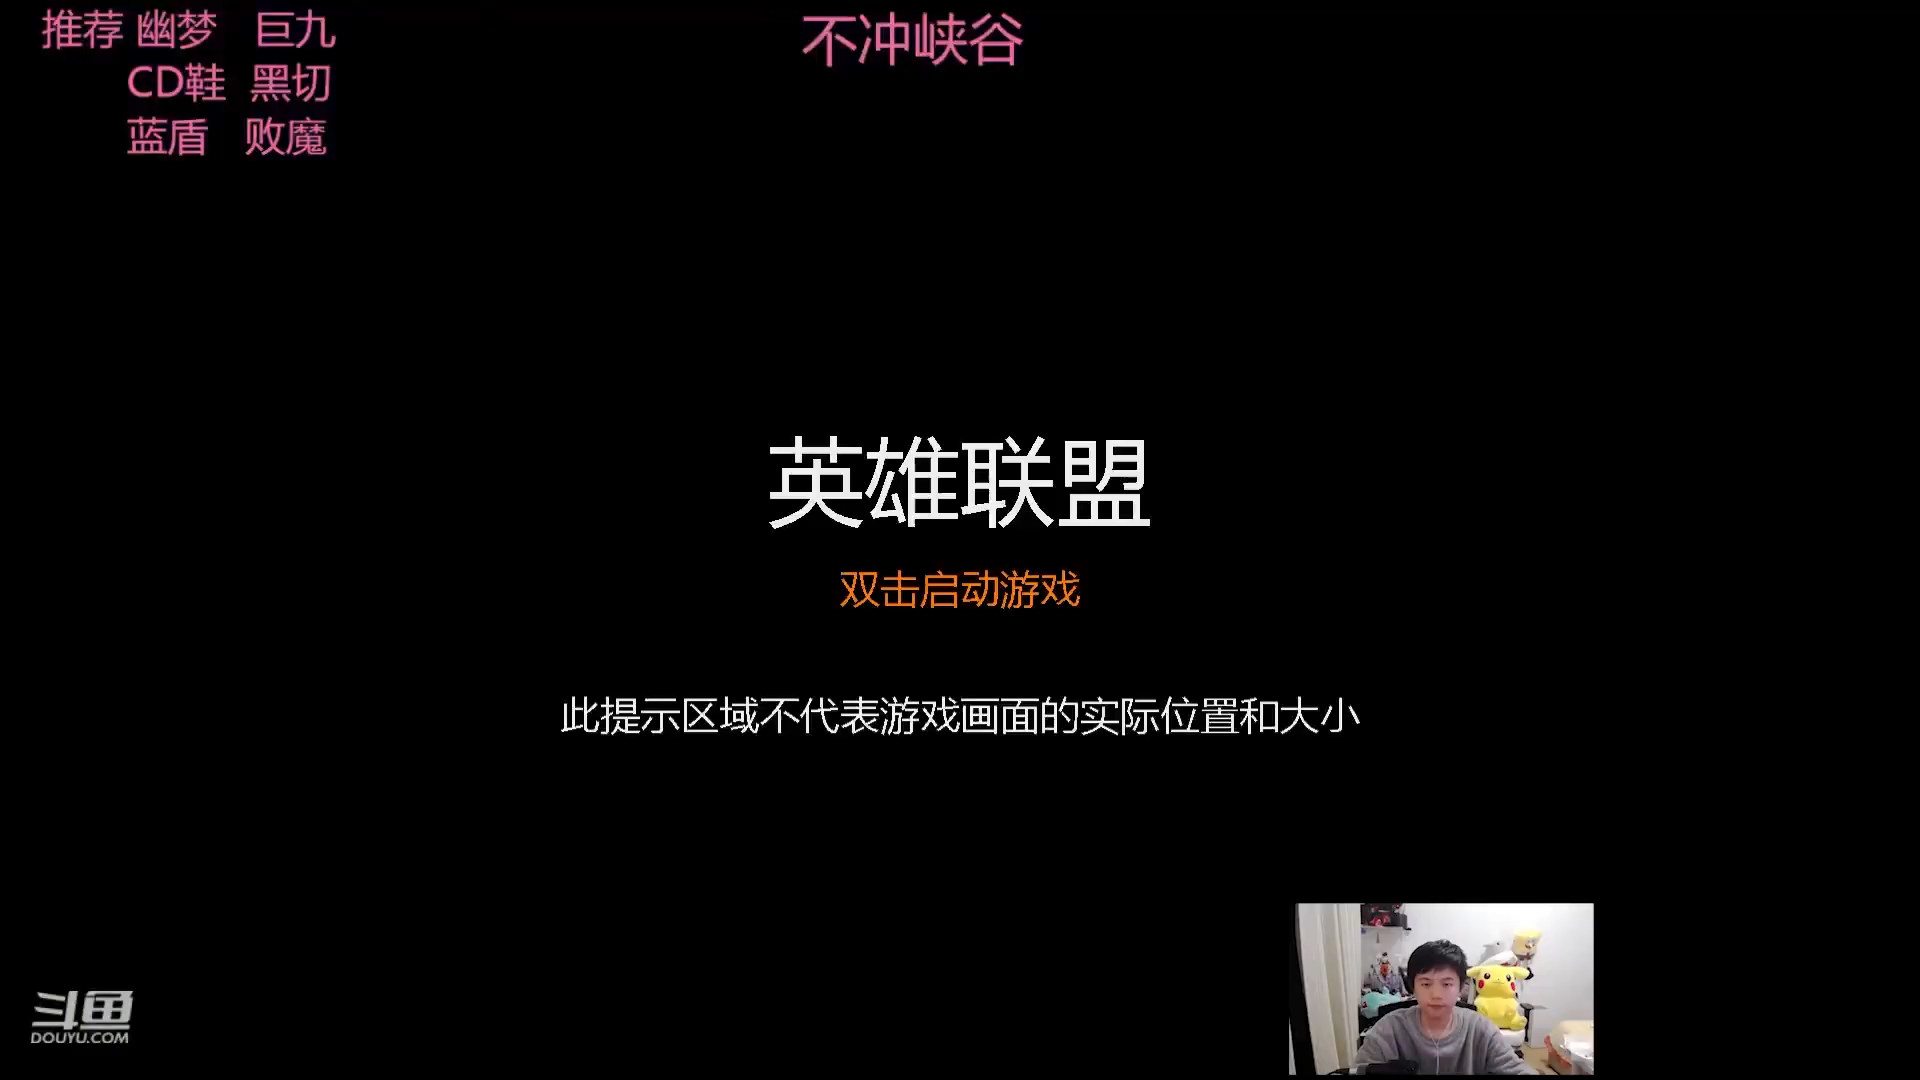 推荐 幽梦 巨九
CD鞋 黑切
蓝盾 败魔
不冲峡谷
英雄联盟
双击启动游戏
此提示区域不代表游戏画面的实际位置和大小
斗鱼
DOUYU.COM